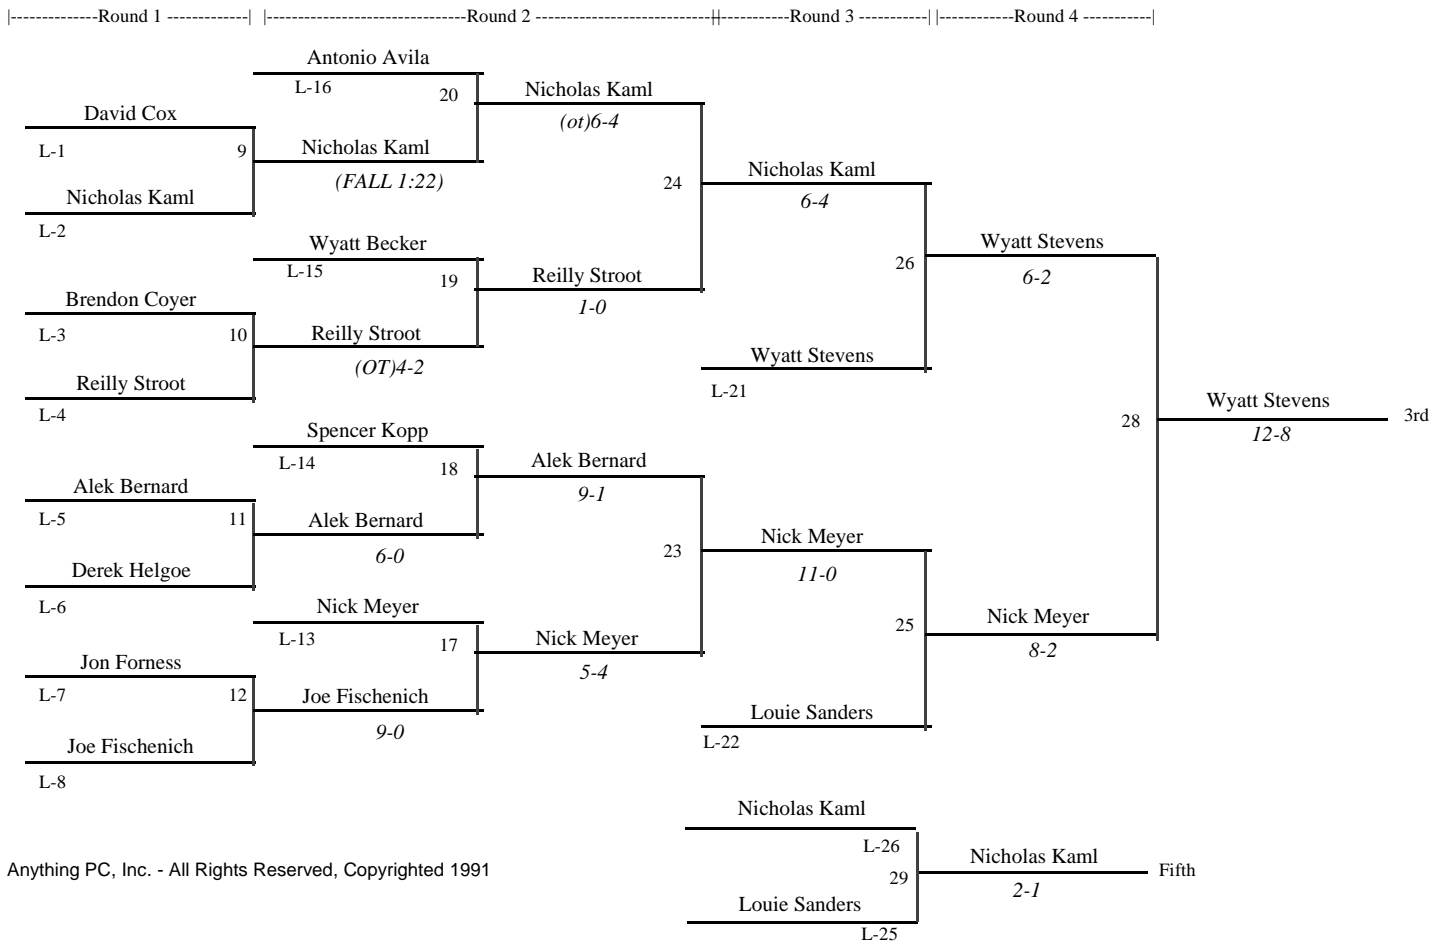 |--------------Round 1 --------------| |----------------------------------Round 2 ------------------------------||------------Round 3 ------------| |------------Round 4 -----------|
Antonio Avila
L-16
20
Nicholas Kaml
(ot)6-4
David Cox
L-1
9
Nicholas Kaml
(FALL 1:22)
Nicholas Kaml
L-2
24
Nicholas Kaml
6-4
Wyatt Becker
L-15
19
Reilly Stroot
1-0
Brendon Coyer
L-3
10
Reilly Stroot
(OT)4-2
Reilly Stroot
L-4
26
Wyatt Stevens
6-2
Wyatt Stevens
L-21
28
Wyatt Stevens
12-8
3rd
Spencer Kopp
L-14
18
Alek Bernard
9-1
Alek Bernard
L-5
11
Alek Bernard
6-0
Derek Helgoe
L-6
23
Nick Meyer
11-0
Nick Meyer
L-13
17
Nick Meyer
5-4
Jon Forness
L-7
12
Joe Fischenich
9-0
Joe Fischenich
L-8
25
Nick Meyer
8-2
Louie Sanders
L-22
Nicholas Kaml
L-26
29
Nicholas Kaml
2-1
Fifth
Louie Sanders
L-25
Anything PC, Inc. - All Rights Reserved, Copyrighted 1991